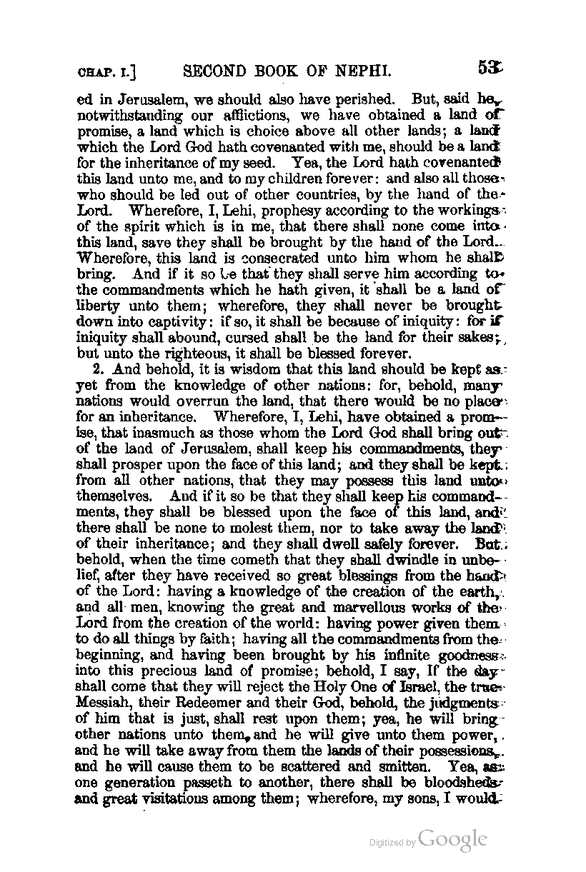 CHAP. I.] SECOND BOOK OF NEPHI. 53
ed in Jerusalem, we should also have perished. But, said he,
notwithstanding our afflictions, we have obtained a land of
promise, a land which is choice above all other lands; a land
which the Lord God hath covenanted with me, should be a land
for the inheritance of my seed. Yea, the Lord hath covenanted
this land unto me, and to my children forever: and also all those
who should be led out of other countries, by the hand of the
Lord. Wherefore, I, Lehi, prophesy according to the workings
of the spirit which is in me, that there shall none come into
this land, save they shall be brought by the hand of the Lord.
Wherefore, this land is consecrated unto him whom he shall
bring. And if it so be that they shall serve him according to
the commandments which he hath given, it shall be a land of
liberty unto them; wherefore, they shall never be brought
down into captivity: if so, it shall be because of iniquity: for if
iniquity shall abound, cursed shall be the land for their sakes;
but unto the righteous, it shall be blessed forever.
2. And behold, it is wisdom that this land should be kept as
yet from the knowledge of other nations: for, behold, many
nations would overrun the land, that there would be no place
for an inheritance. Wherefore, I, Lehi, have obtained a prom-
ise, that inasmuch as those whom the Lord God shall bring out
of the land of Jerusalem, shall keep his commandments, they
shall prosper upon the face of this land; and they shall be kept
from all other nations, that they may possess this land unto
themselves. And if it so be that they shall keep his command-
ments, they shall be blessed upon the face of this land, and
there shall be none to molest them, nor to take away the land
of their inheritance; and they shall dwell safely forever. But
behold, when the time cometh that they shall dwindle in unbe-
lief, after they have received so great blessings from the hand
of the Lord: having a knowledge of the creation of the earth,
and all men, knowing the great and marvellous works of the
Lord from the creation of the world: having power given them
to do all things by faith; having all the commandments from the
beginning, and having been brought by his infinite goodness
into this precious land of promise; behold, I say, If the day
shall come that they will reject the Holy One of Israel, the true
Messiah, their Redeemer and their God, behold, the judgments
of him that is just, shall rest upon them; yea, he will bring
other nations unto them, and he will give unto them power,
and he will take away from them the lands of their possessions,
and he will cause them to be scattered and smitten. Yea, as
one generation passeth to another, there shall be bloodsheds
and great visitations among them; wherefore, my sons, I would
Digitized by Google